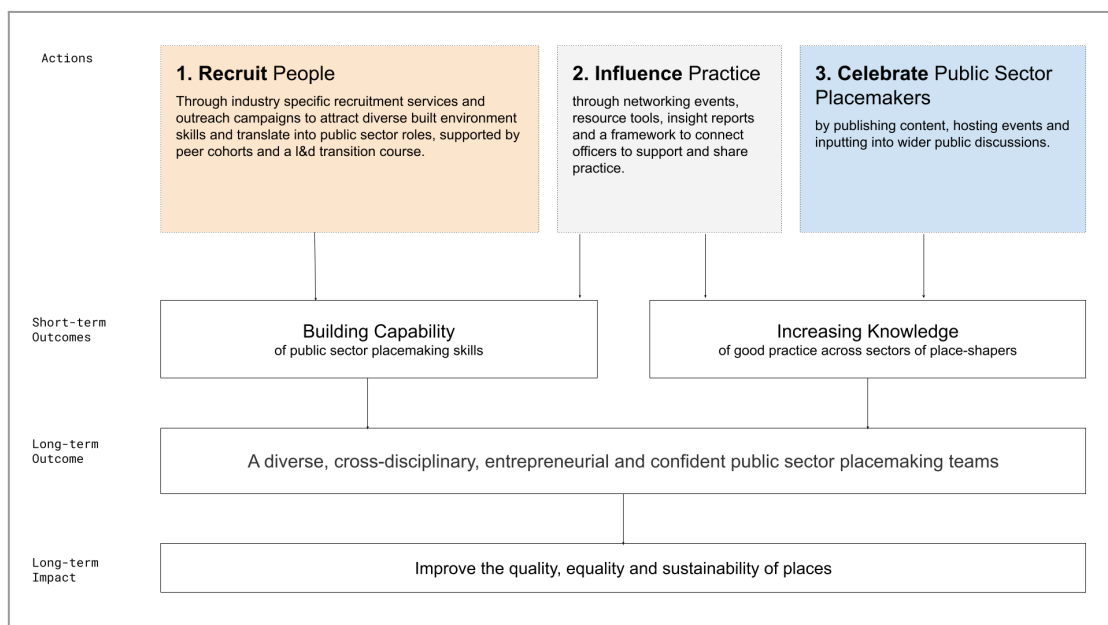 Actions
1. Recruit People
Through industry specific recruitment services and
outreach campaigns to attract diverse built environment
skills and translate into public sector roles, supported by
peer cohorts and a l&d transition course.
2. Influence Practice
through networking events,
resource tools, insight reports
and a framework to connect
officers to support and share
practice.
3. Celebrate Public Sector
Placemakers
by publishing content, hosting events and
inputting into wider public discussions.
Short-term
Outcomes
Building Capability
of public sector placemaking skills
Increasing Knowledge
of good practice across sectors of place-shapers
Long-term
Outcome
A diverse, cross-disciplinary, entrepreneurial and confident public sector placemaking teams
Long-term
Impact
Improve the quality, equality and sustainability of places